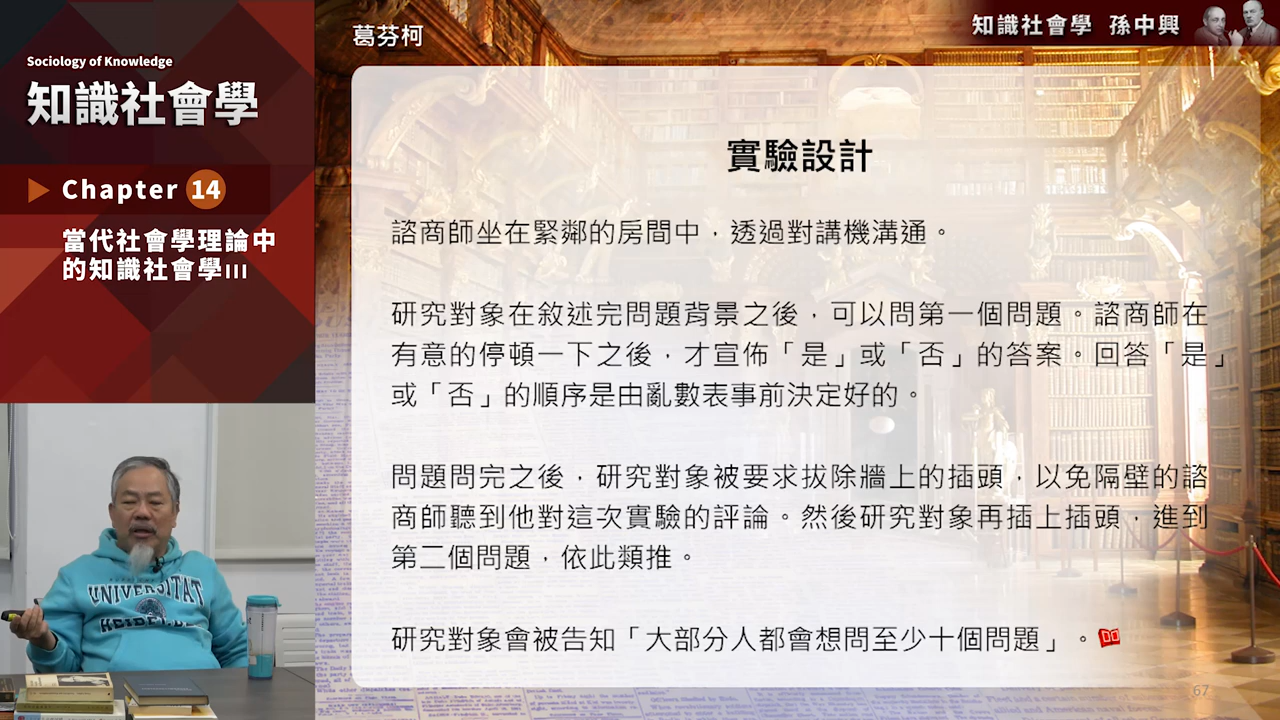 Sociology of Knowledge
知識社會學
Chapter 14
當代社會學理論中
的知識社會學III
葛芬柯
知識社會學 孫中興
實驗設計
諮商師坐在緊鄰的房間中，透過對講機溝通。
研究對象在敘述完問題背景之後，可以問第一個問題。諮商師在
有意的停頓一下之後，才宣佈「是」或「否」的答案。回答「是」
或「否」的順序是由亂數表事前決定好的。
問題問完之後，研究對象被要求拔除牆上的插頭，以免隔壁的諮
商師聽到他對這次實驗的評論。然後研究對象再插上插頭，進到
第二個問題，依此類推。
研究對象會被告知「大部分人都會想問至少十個問題」。
67
UNIVERSITAT